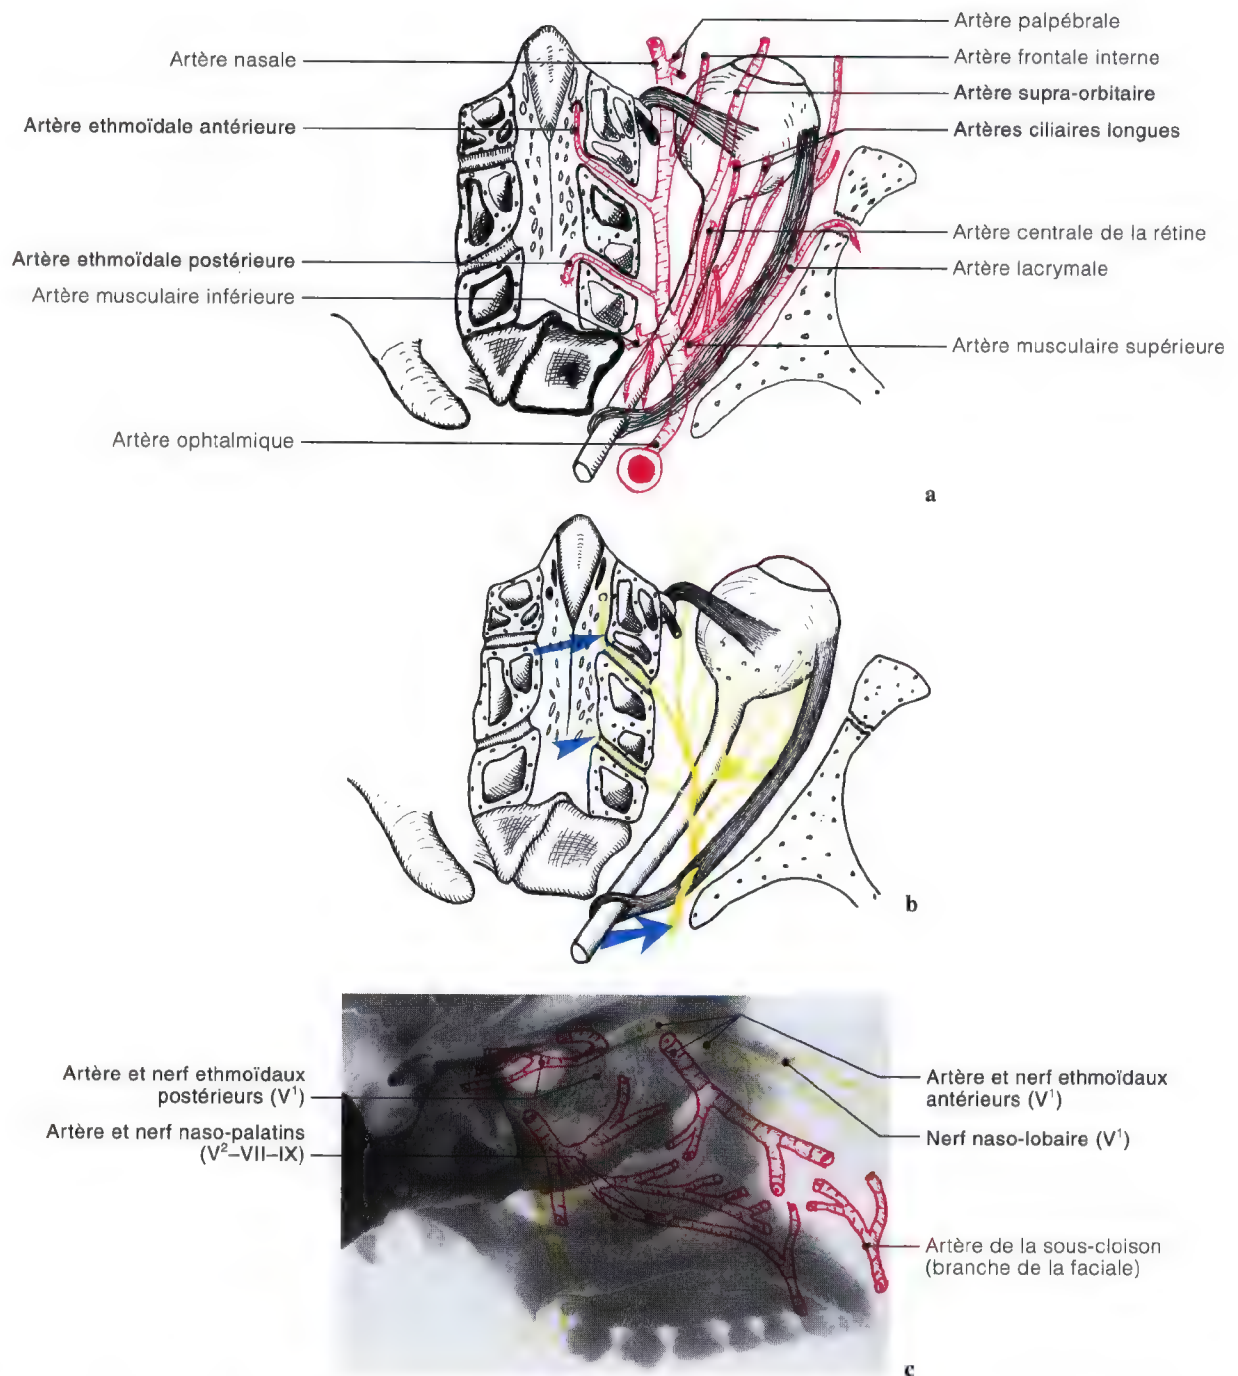 Artère nasale
Artère ethmoïdale antérieure
Artère ethmoïdale postérieure
Artère musculaire inférieure
Artère ophtalmique
Artère palpébrale
Artère frontale interne
Artère supra-orbitaire
Artères ciliaires longues
Artère centrale de la rétine
Artère lacrymale
Artère musculaire supérieure
a
b
Artère et nerf ethmoïdaux
postérieurs (V¹)
Artère et nerf naso-palatins
(V²–VII–IX)
Artère et nerf ethmoïdaux
antérieurs (V¹)
Nerf naso-lobaire (V¹)
Artère de la sous-cloison
(branche de la faciale)
c